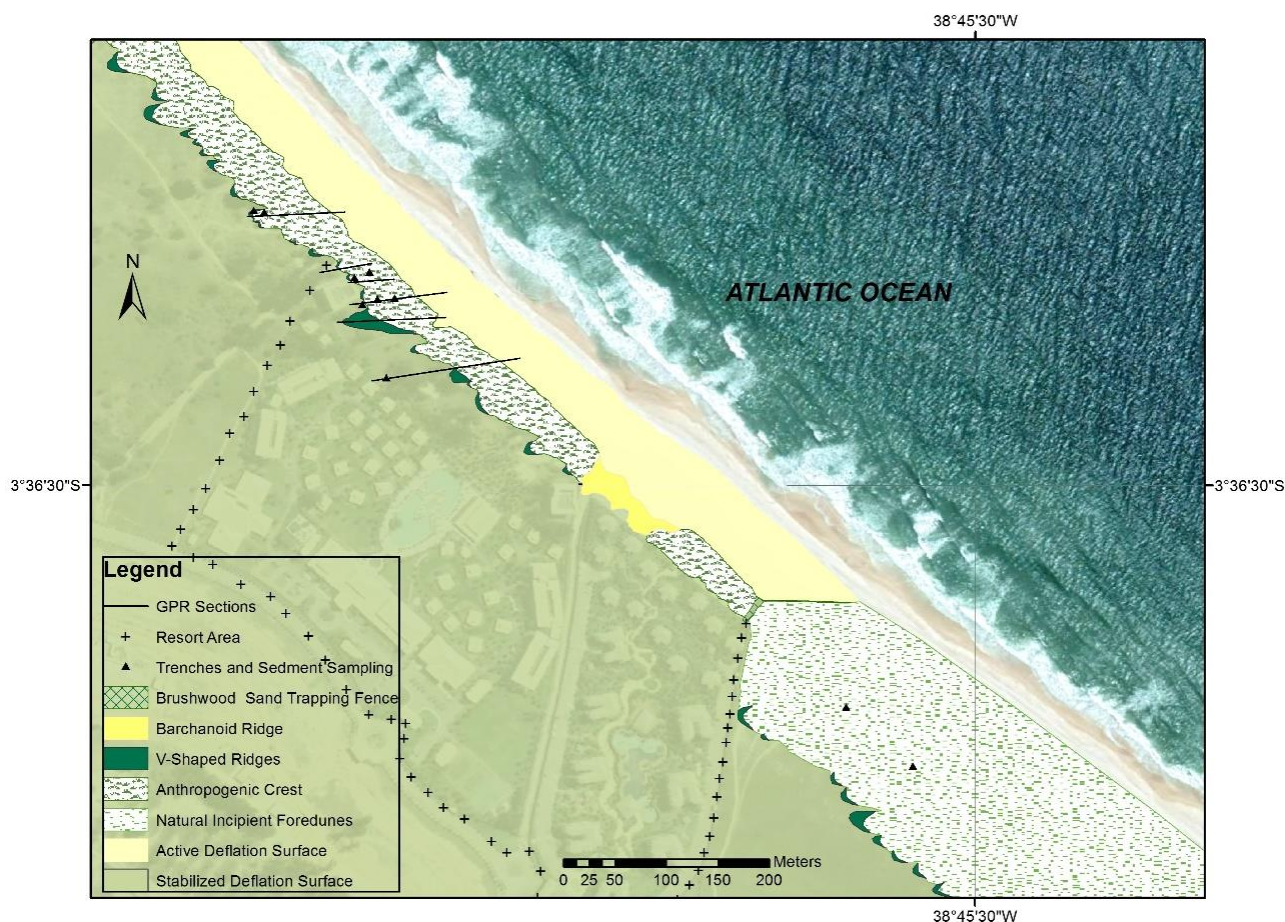 38°45'30"W
N
ATLANTIC OCEAN
3°36'30"S
3°36'30"S
Legend
GPR Sections
Resort Area
Trenches and Sediment Sampling
Brushwood Sand Trapping Fence
Barchanoid Ridge
V-Shaped Ridges
Anthropogenic Crest
Natural Incipient Foredunes
Active Deflation Surface
Stabilized Deflation Surface
Meters
0 25 50 100 150 200
38°45'30"W